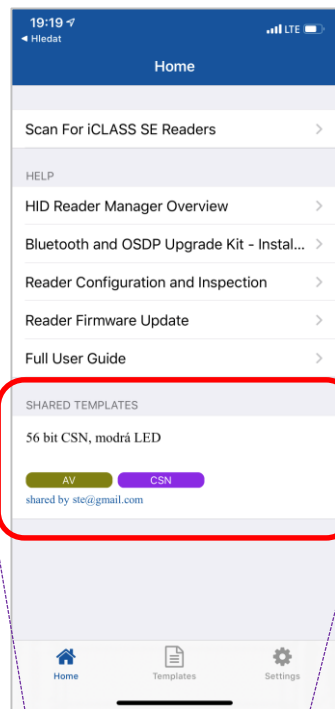 19:19
LTE
◀ Hledat
Home
Scan For iCLASS SE Readers
HELP
HID Reader Manager Overview
Bluetooth and OSDP Upgrade Kit - Instal...
Reader Configuration and Inspection
Reader Firmware Update
Full User Guide
SHARED TEMPLATES
56 bit CSN, modrá LED
AV CSN
shared by ste@gmail.com
Home Templates Settings